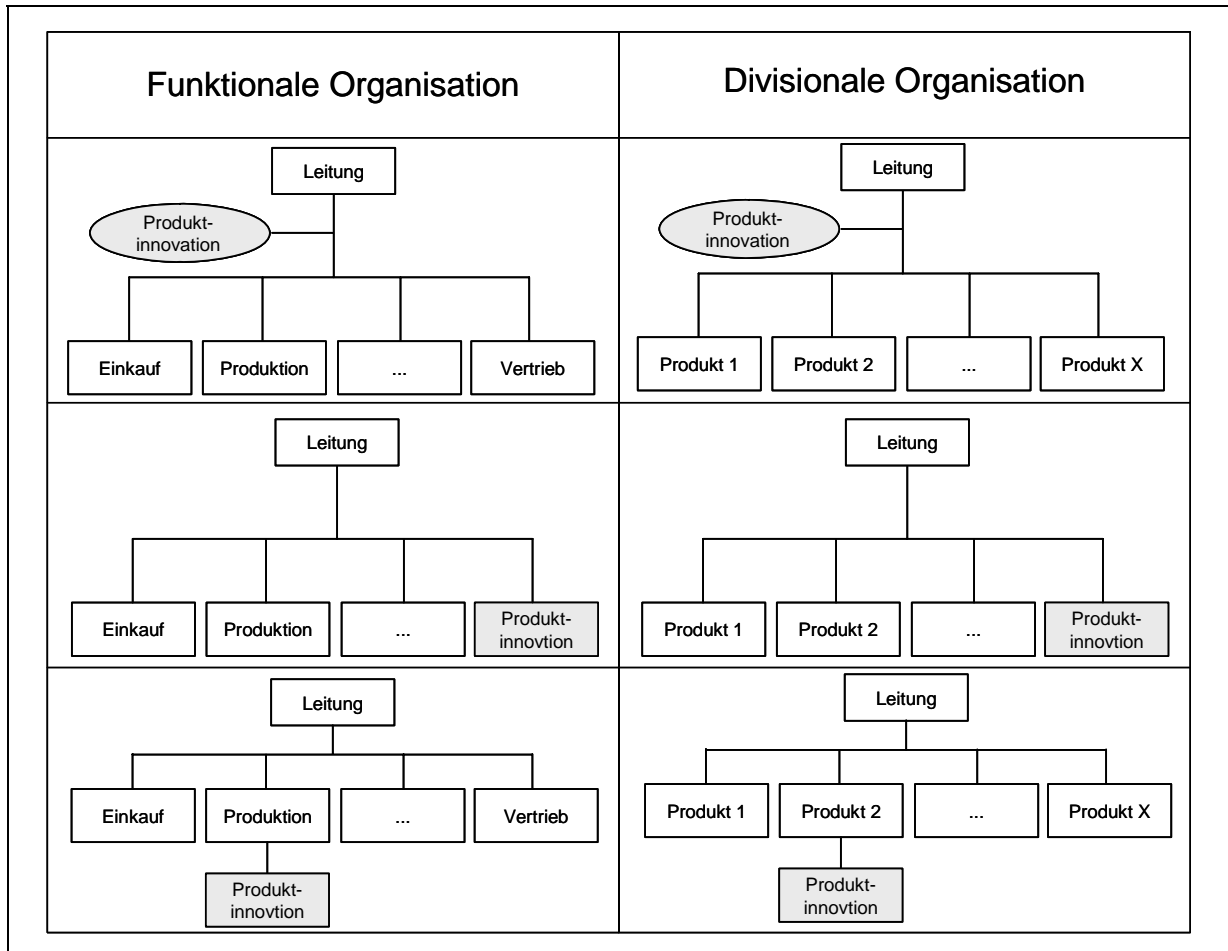 Funktionale Organisation
Divisionale Organisation
Leitung
Produkt-
innovation
Einkauf
Produktion
...
Vertrieb
Leitung
Produkt-
innovation
Produkt 1
Produkt 2
...
Produkt X
Leitung
Einkauf
Produktion
...
Produkt-
innovtion
Leitung
Produkt 1
Produkt 2
...
Produkt-
innovtion
Leitung
Einkauf
Produktion
...
Vertrieb
Produkt-
innovtion
Leitung
Produkt 1
Produkt 2
...
Produkt X
Produkt-
innovtion